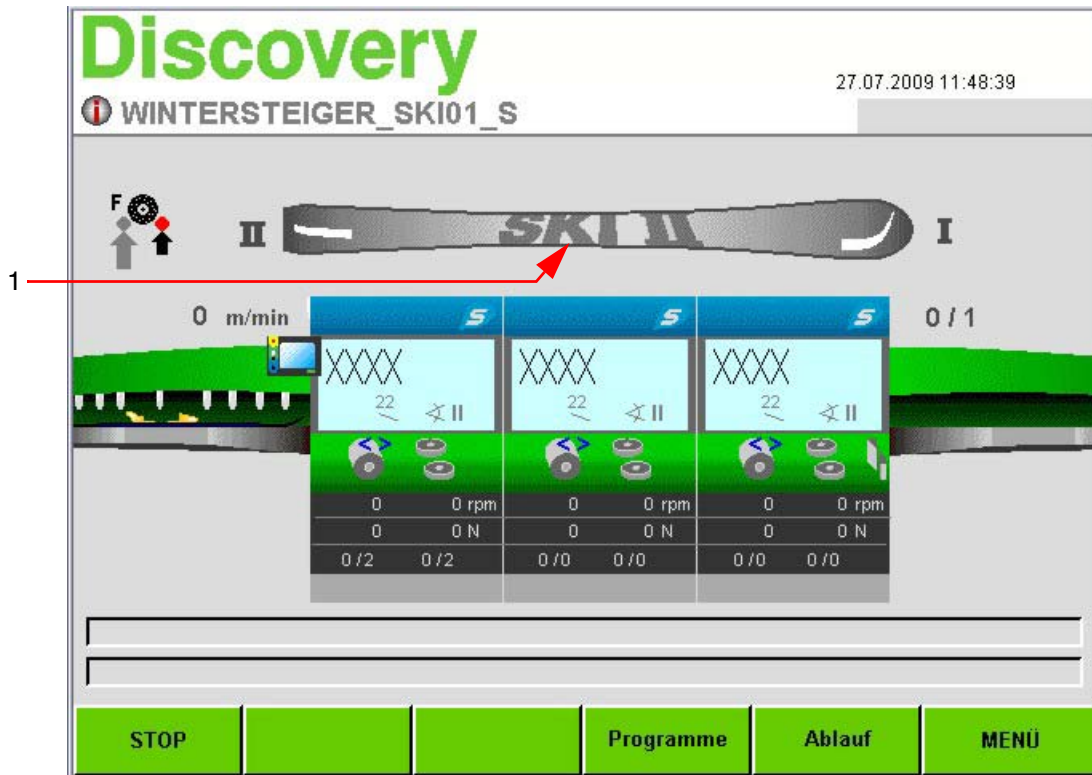 Discovery
27.07.2009 11:48:39
WINTERSTEIGER_SKI01_S
F
II SKI II I
1
0 m/min S S S 0 / 1
XXXX XXXX XXXX
22 II 22 II 22 II
< > < > < >
0 0 rpm 0 0 rpm 0 0 rpm
0 0 N 0 0 N 0 0 N
0 /2 0 /2 0 /0 0 /0 0 /0 0 /0
STOP Programme Ablauf MENÜ